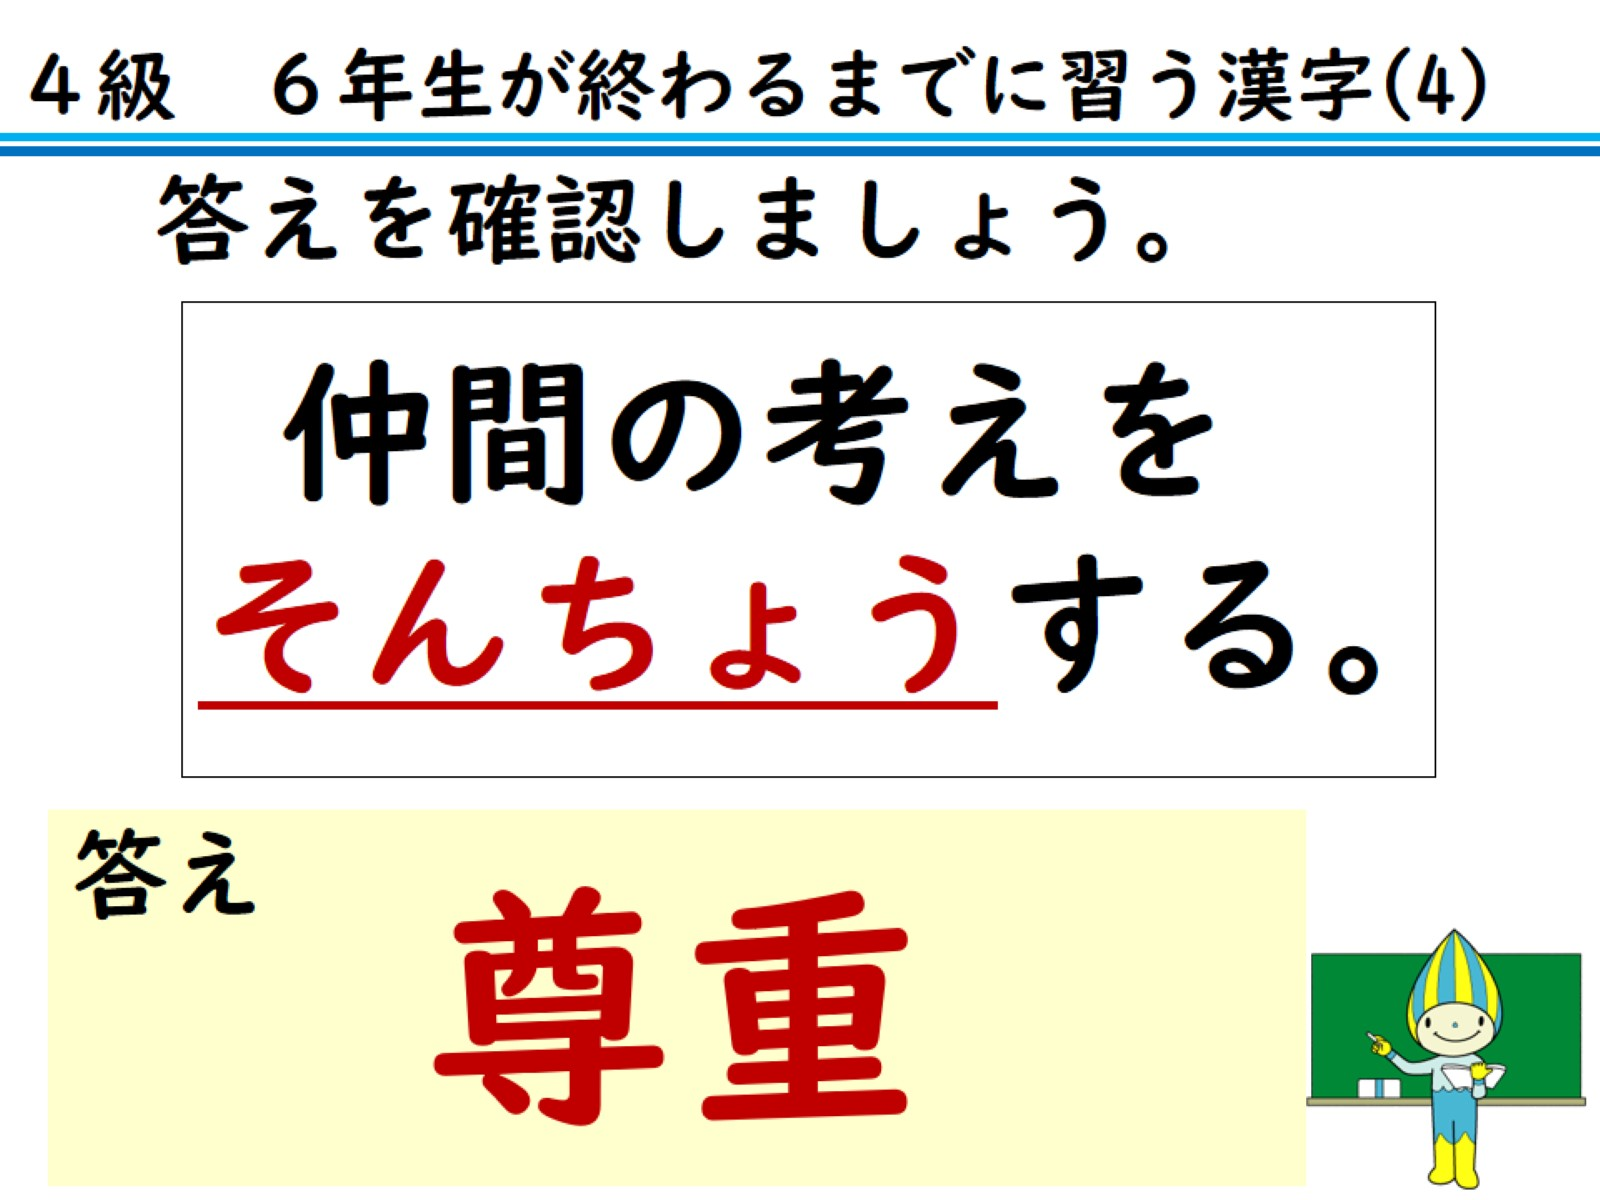 ４級　６年生が終わるまでに習う漢字(4)
答えを確認しましょう。
仲間の考えを
そんちょうする。
答え
尊重